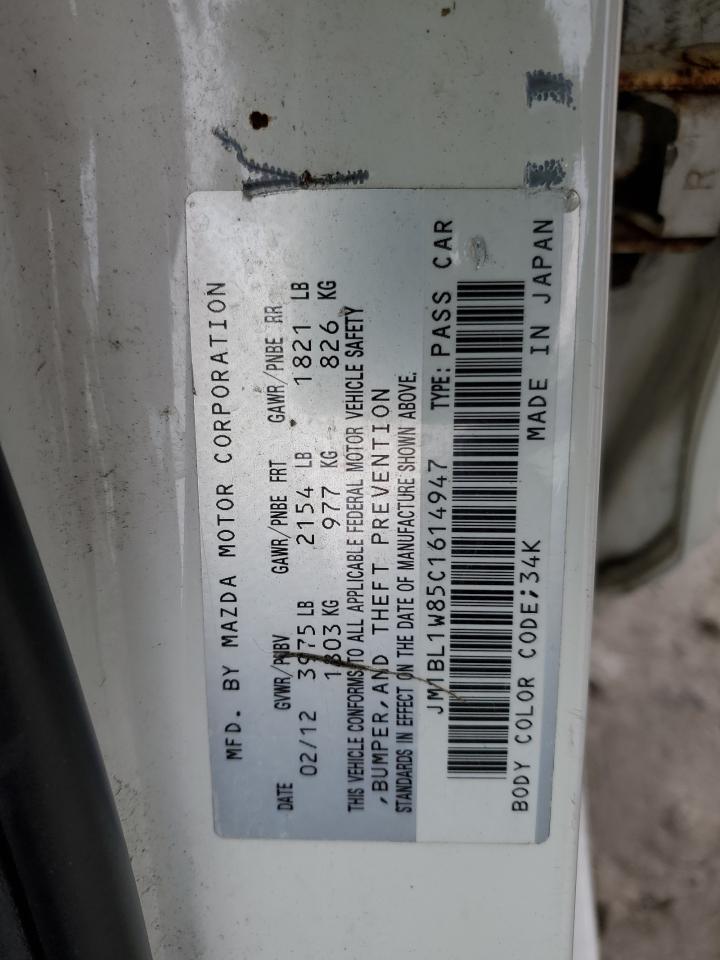 MFD. BY MAZDA MOTOR CORPORATION
DATE GVWR/PNBV GAWR/PNBE FRT GAWR/PNBE RR
02/12 3975 LB 2154 LB 1821 LB
1803 KG 977 KG 826 KG
THIS VEHICLE CONFORMS TO ALL APPLICABLE FEDERAL MOTOR VEHICLE SAFETY
,BUMPER,AND THEFT PREVENTION
STANDARDS IN EFFECT ON THE DATE OF MANUFACTURE SHOWN ABOVE.
JM1BL1W85C1614947 TYPE: PASS CAR
BODY COLOR CODE;34K MADE IN JAPAN
R